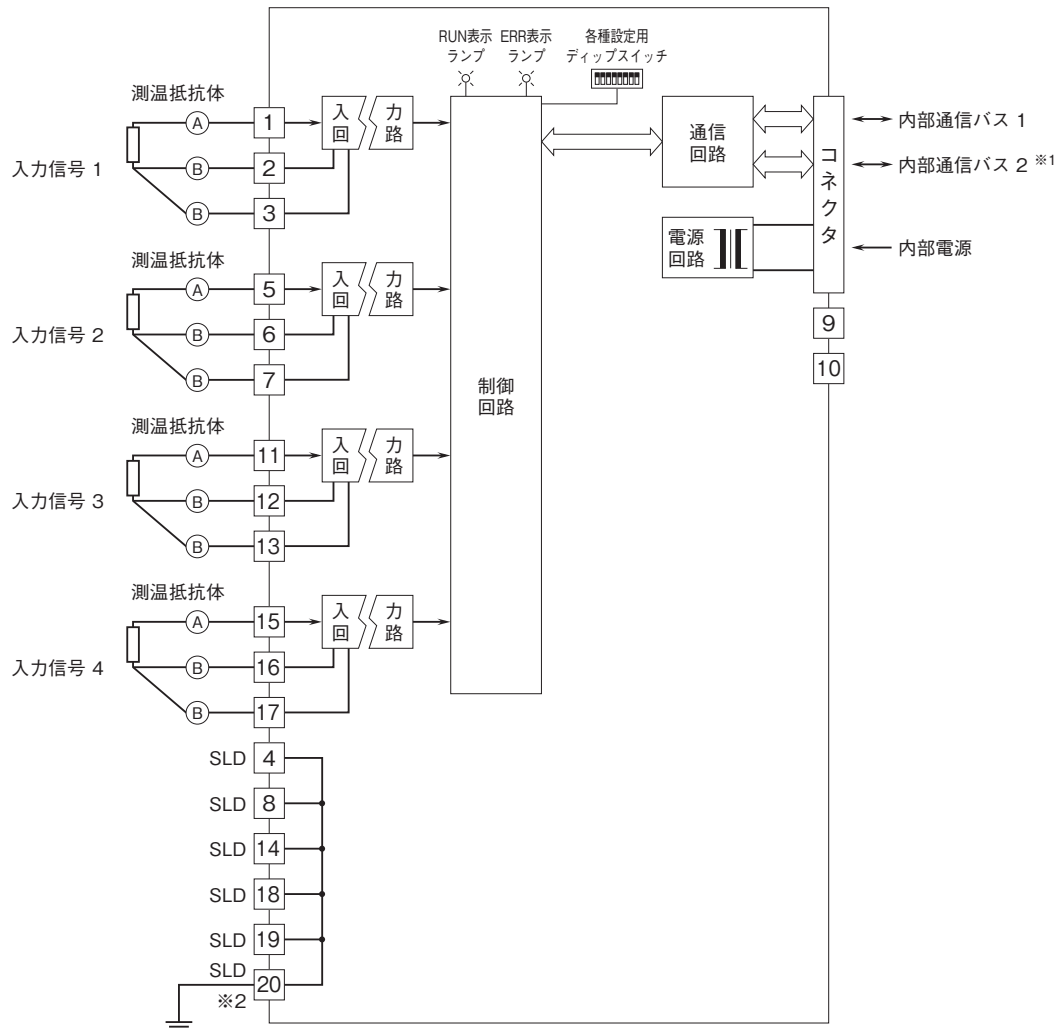 RUN表示
ランプ
ERR表示
ランプ
各種設定用
ディップスイッチ
測温抵抗体
入力信号 1
A
B
B
1
2
3
入 力
回 路
測温抵抗体
入力信号 2
A
B
B
5
6
7
入 力
回 路
測温抵抗体
入力信号 3
A
B
B
11
12
13
入 力
回 路
測温抵抗体
入力信号 4
A
B
B
15
16
17
入 力
回 路
制御
回路
通信
回路
電源
回路
コネクタ
内部通信バス 1
内部通信バス 2 ※1
内部電源
9
10
SLD 4
SLD 8
SLD 14
SLD 18
SLD 19
SLD 20
※2